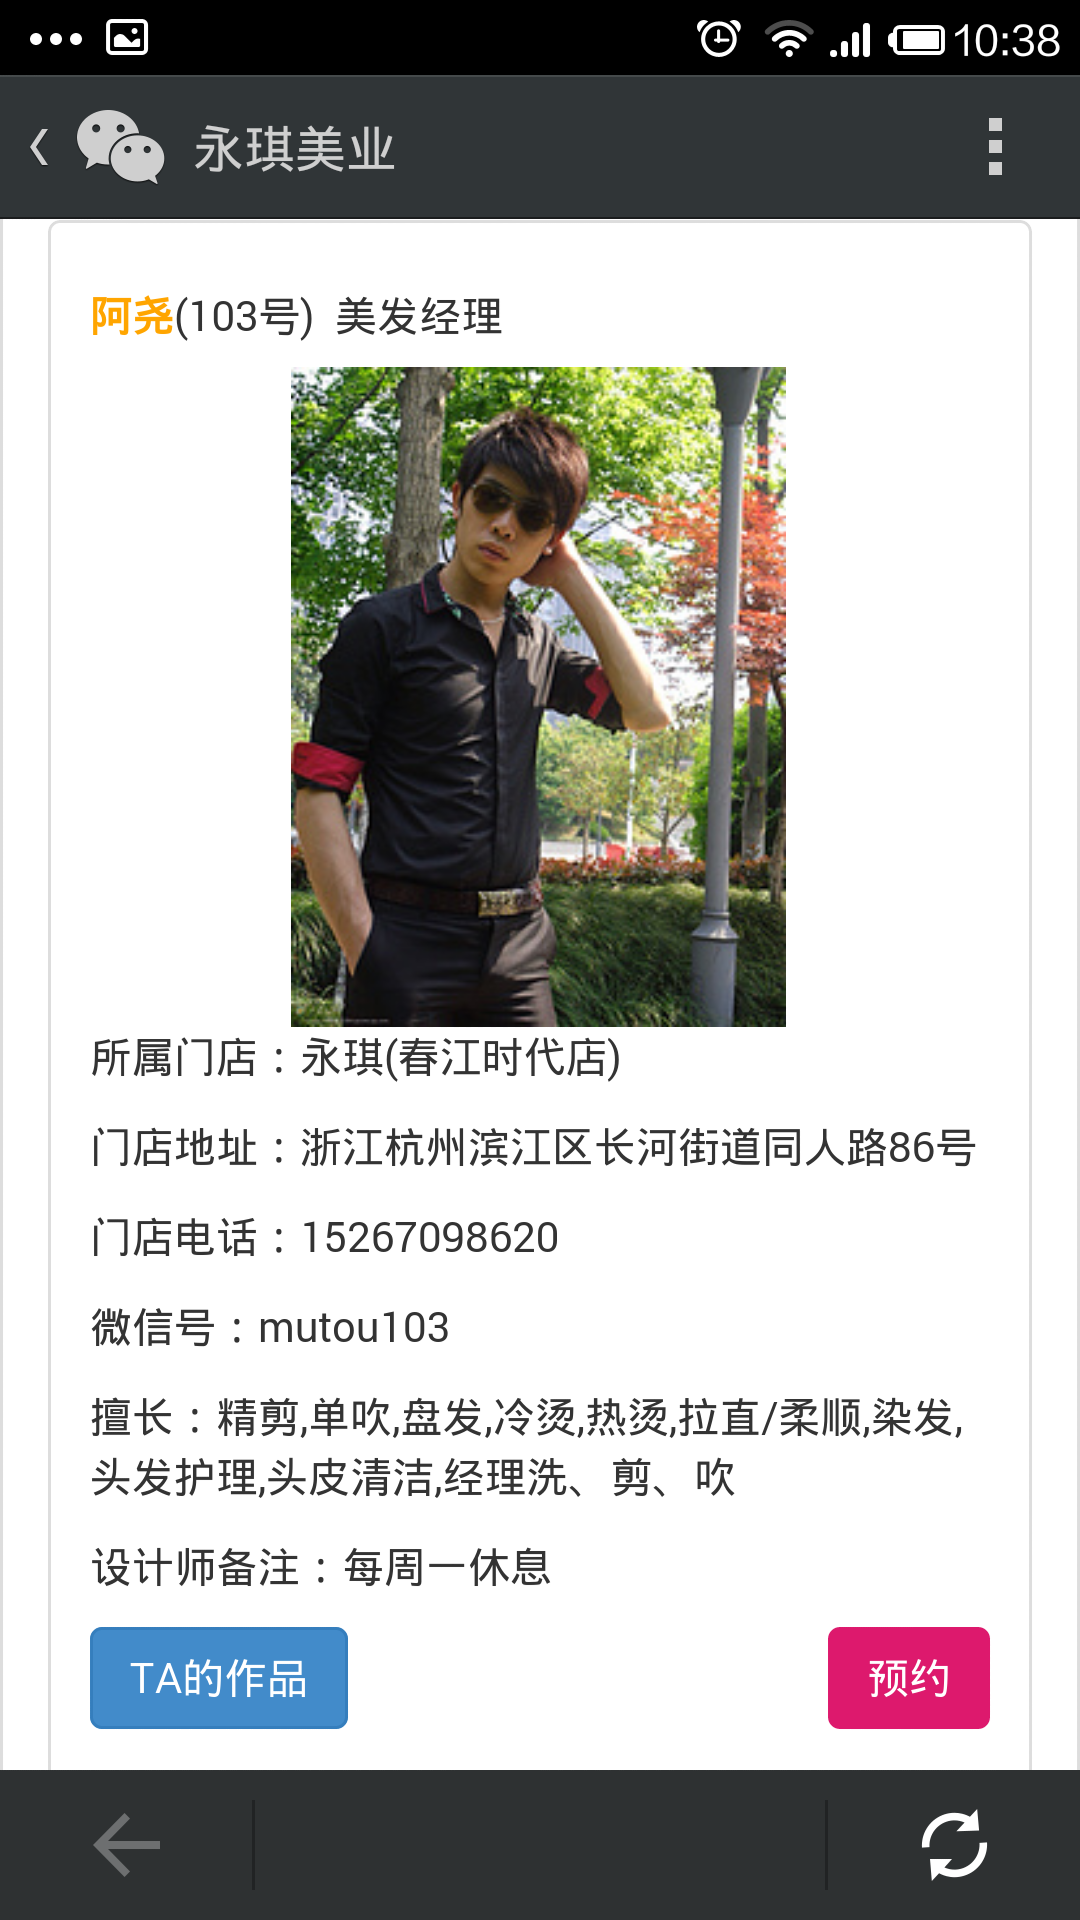 10:38
永琪美业
阿尧(103号) 美发经理
所属门店：永琪(春江时代店)
门店地址：浙江杭州滨江区长河街道同人路86号
门店电话：15267098620
微信号：mutou103
擅长：精剪,单吹,盘发,冷烫,热烫,拉直/柔顺,染发,
头发护理,头皮清洁,经理洗、剪、吹
设计师备注：每周一休息
TA的作品 预约